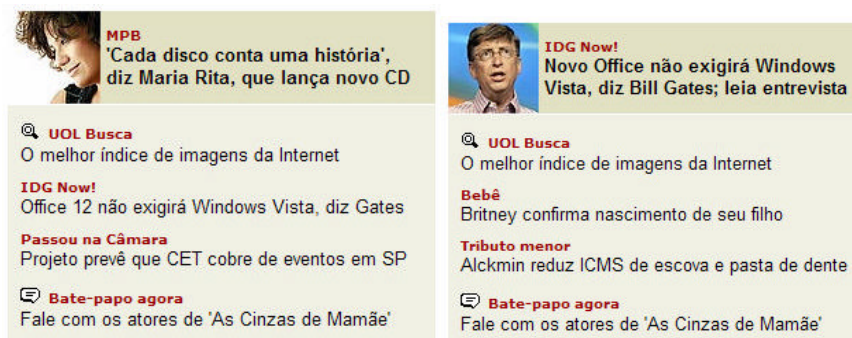 MPB
'Cada disco conta uma história',
diz Maria Rita, que lança novo CD
UOL Busca
O melhor índice de imagens da Internet
IDG Now!
Office 12 não exigirá Windows Vista, diz Gates
Passou na Câmara
Projeto prevê que CET cobre de eventos em SP
Bate-papo agora
Fale com os atores de 'As Cinzas de Mamãe'
IDG Now!
Novo Office não exigirá Windows
Vista, diz Bill Gates; leia entrevista
UOL Busca
O melhor índice de imagens da Internet
Bebê
Britney confirma nascimento de seu filho
Tributo menor
Alckmin reduz ICMS de escova e pasta de dente
Bate-papo agora
Fale com os atores de 'As Cinzas de Mamãe'